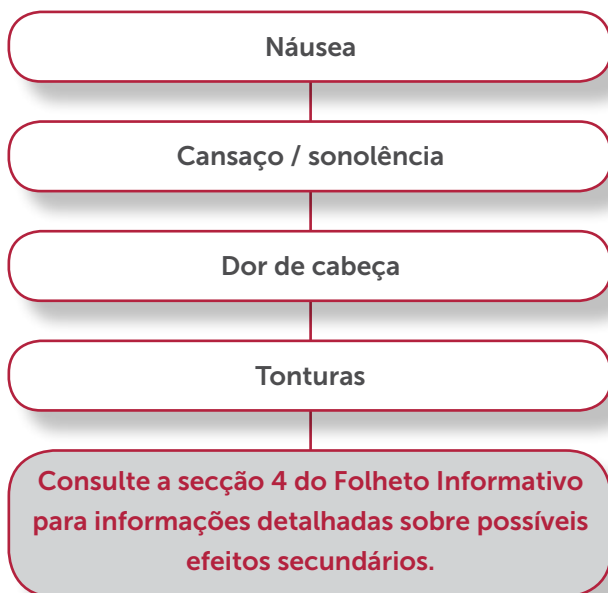 Náusea
Cansaço / sonolência
Dor de cabeça
Tonturas
Consulte a secção 4 do Folheto Informativo
para informações detalhadas sobre possíveis
efeitos secundários.